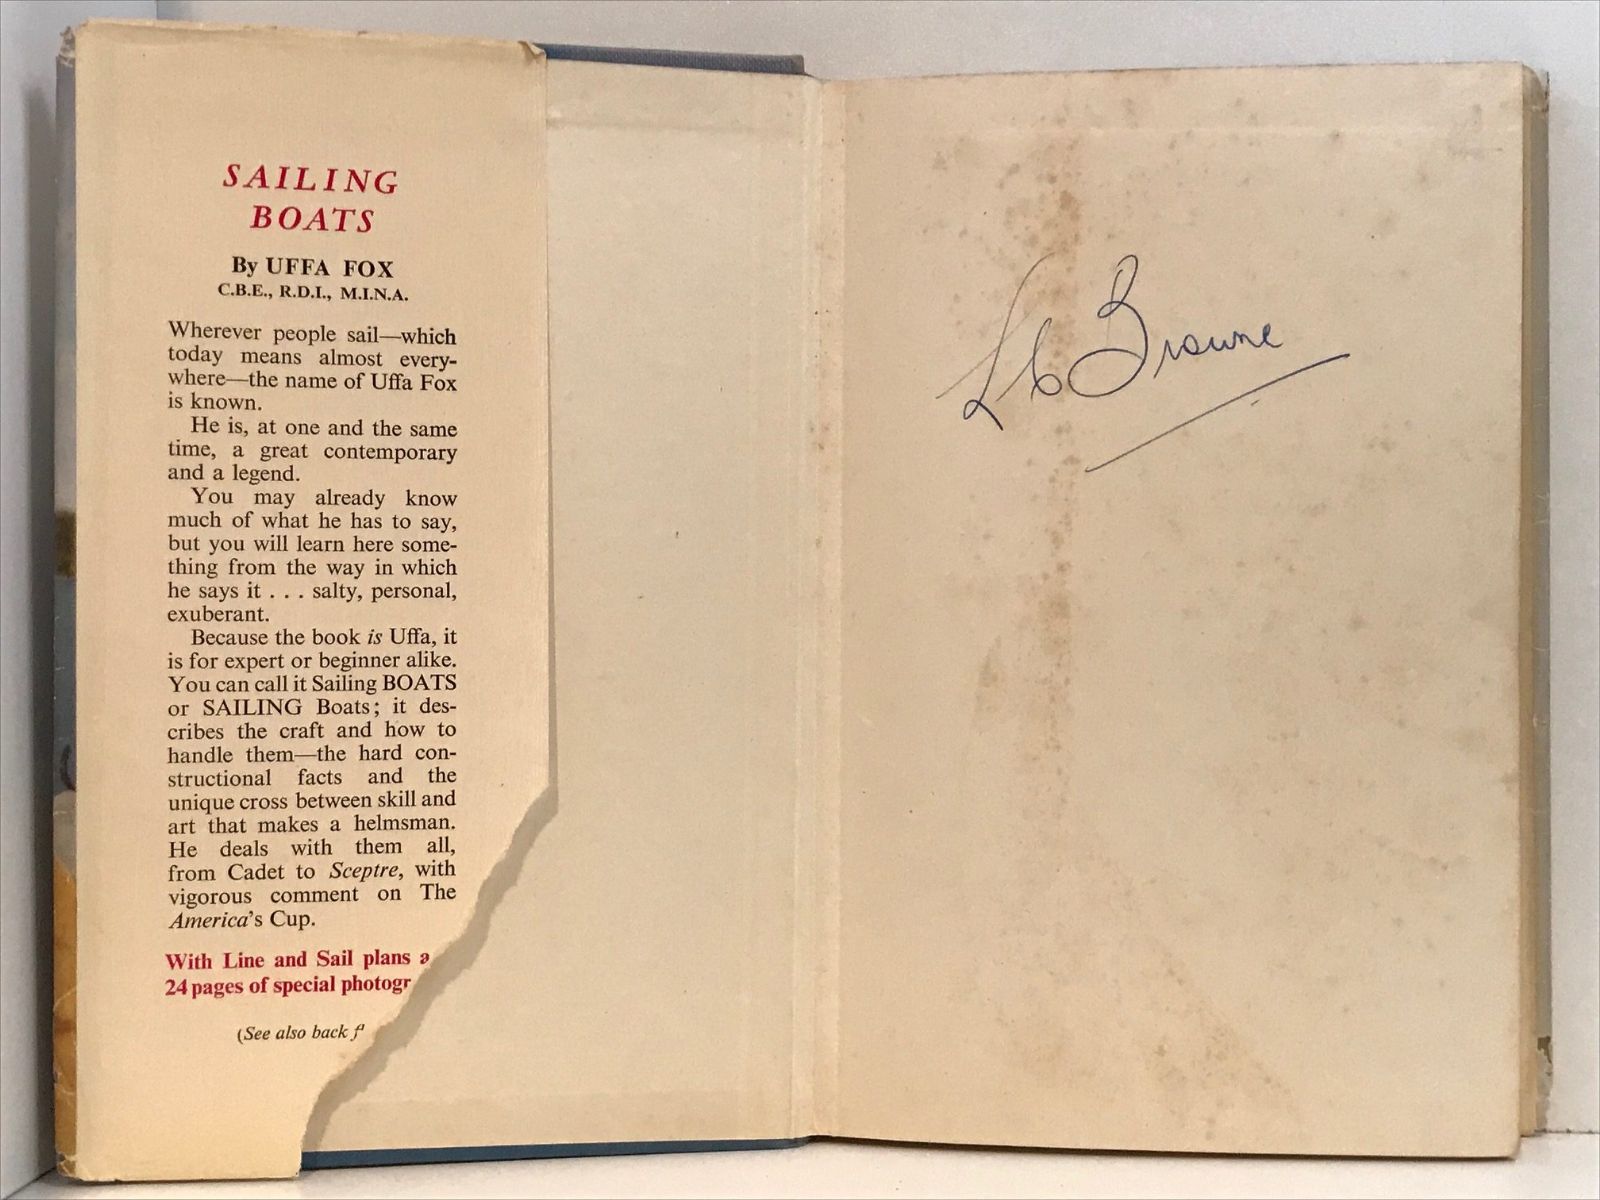 SAILING
BOATS
By UFFA FOX
C.B.E., R.D.I., M.I.N.A.
Wherever people sail—which
today means almost every-
where—the name of Uffa Fox
is known.
He is, at one and the same
time, a great contemporary
and a legend.
You may already know
much of what he has to say,
but you will learn here some-
thing from the way in which
he says it . . . salty, personal,
exuberant.
Because the book is Uffa, it
is for expert or beginner alike.
You can call it Sailing BOATS
or SAILING Boats; it des-
cribes the craft and how to
handle them—the hard con-
structional facts and the
unique cross between skill and
art that makes a helmsman.
He deals with them all,
from Cadet to Sceptre, with
vigorous comment on The
America's Cup.
With Line and Sail plans a
24 pages of special photogr
(See also back f
Browne